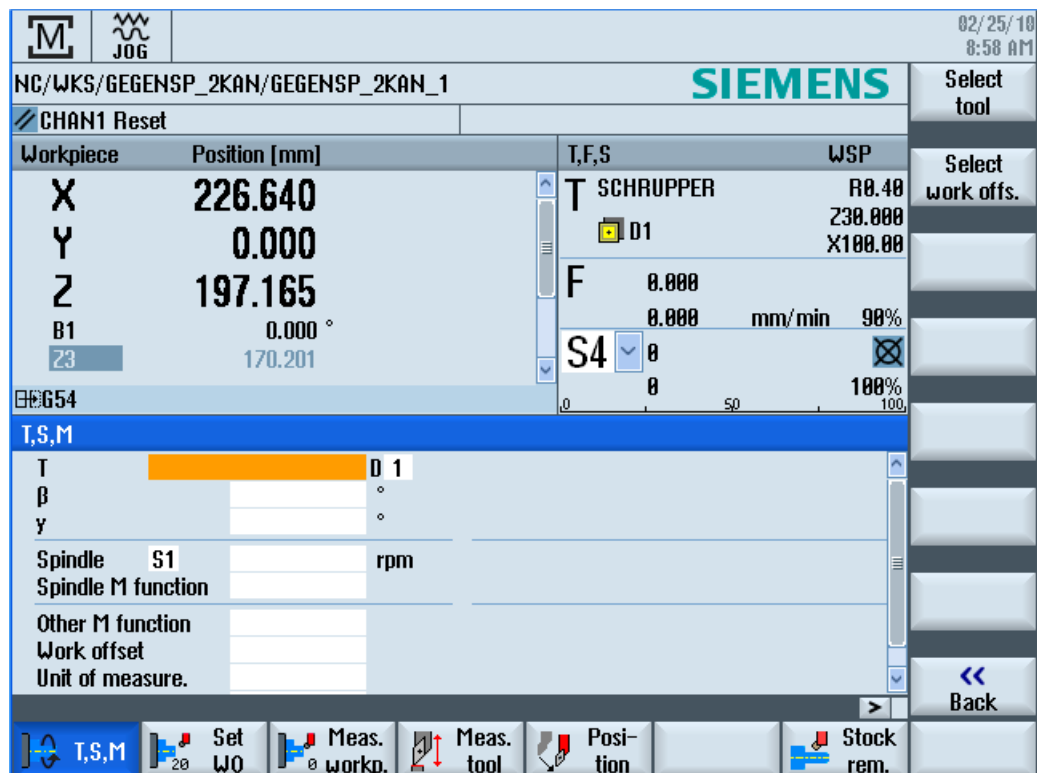 M
JOG
02/25/10
8:58 AM
NC/WKS/GEGENSP_2KAN/GEGENSP_2KAN_1
SIEMENS
Select
tool
CHAN1 Reset
Workpiece Position [mm]
T,F,S WSP
Select
work offs.
X 226.640
T SCHRUPPER R0.40
D1 Z30.000
X100.00
Y 0.000
Z 197.165
F 0.000
0.000 mm/min 90%
B1 0.000 °
Z3 170.201
S4 0
0 100%
G54
0 50 100
T,S,M
T D 1
β °
γ °
Spindle S1 rpm
Spindle M function
Other M function
Work offset
Unit of measure.
<<
Back
>
T,S,M
20
Set
WO
0
Meas.
workp.
Meas.
tool
Posi-
tion
Stock
rem.